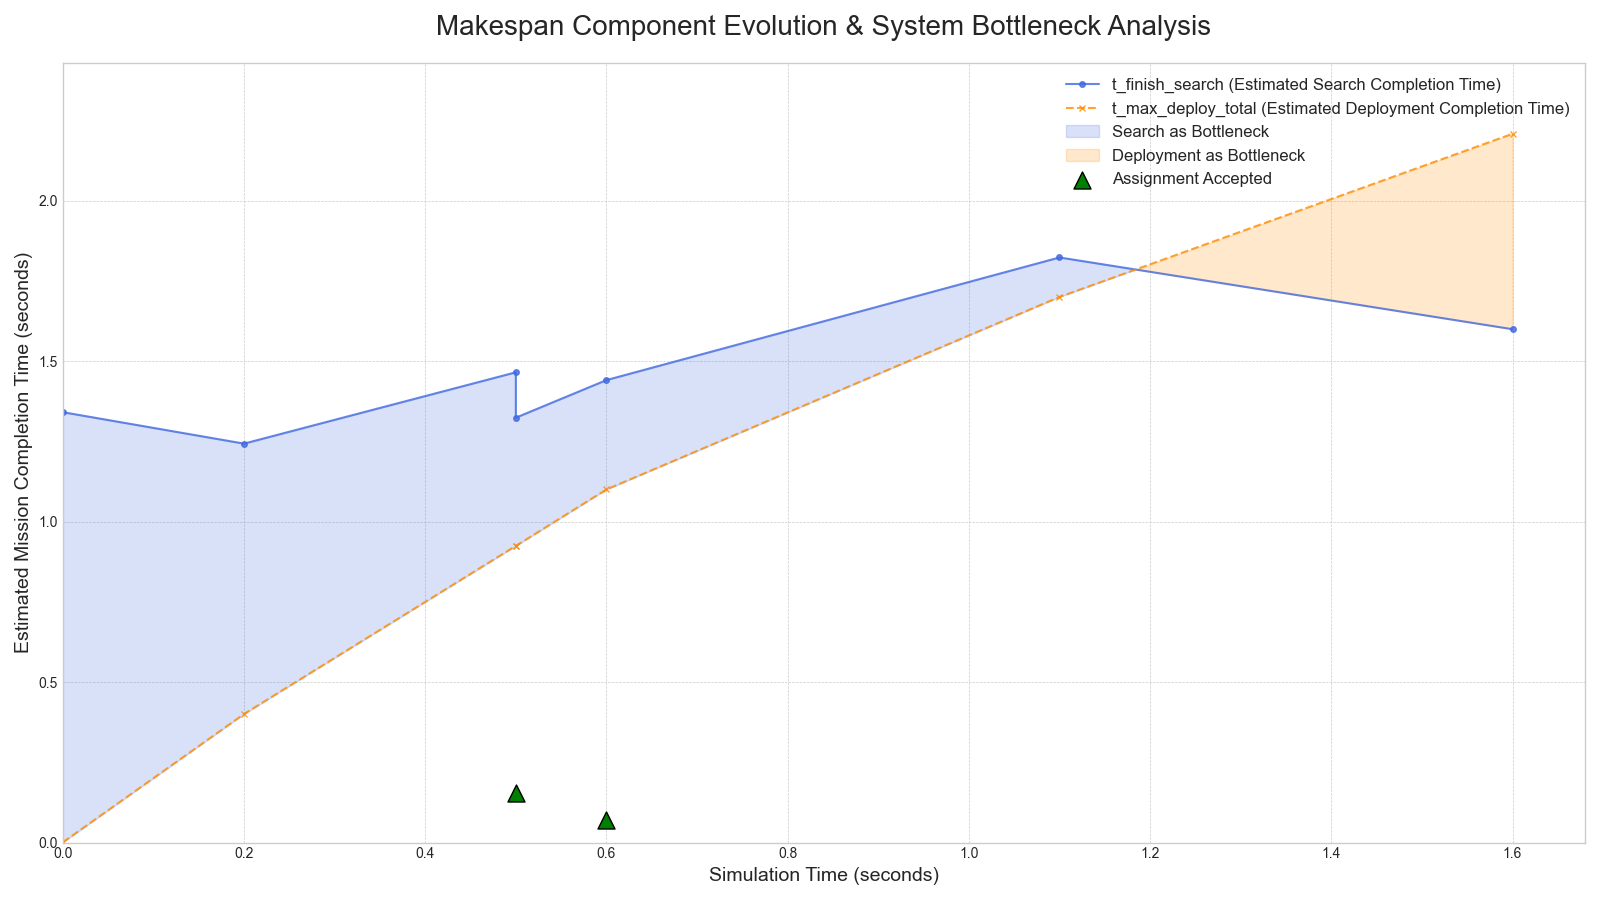 Makespan Component Evolution & System Bottleneck Analysis
t_finish_search (Estimated Search Completion Time)
t_max_deploy_total (Estimated Deployment Completion Time)
Search as Bottleneck
Deployment as Bottleneck
Assignment Accepted
Estimated Mission Completion Time (seconds)
2.0
1.5
1.0
0.5
0.0
0.0 0.2 0.4 0.6 0.8 1.0 1.2 1.4 1.6
Simulation Time (seconds)